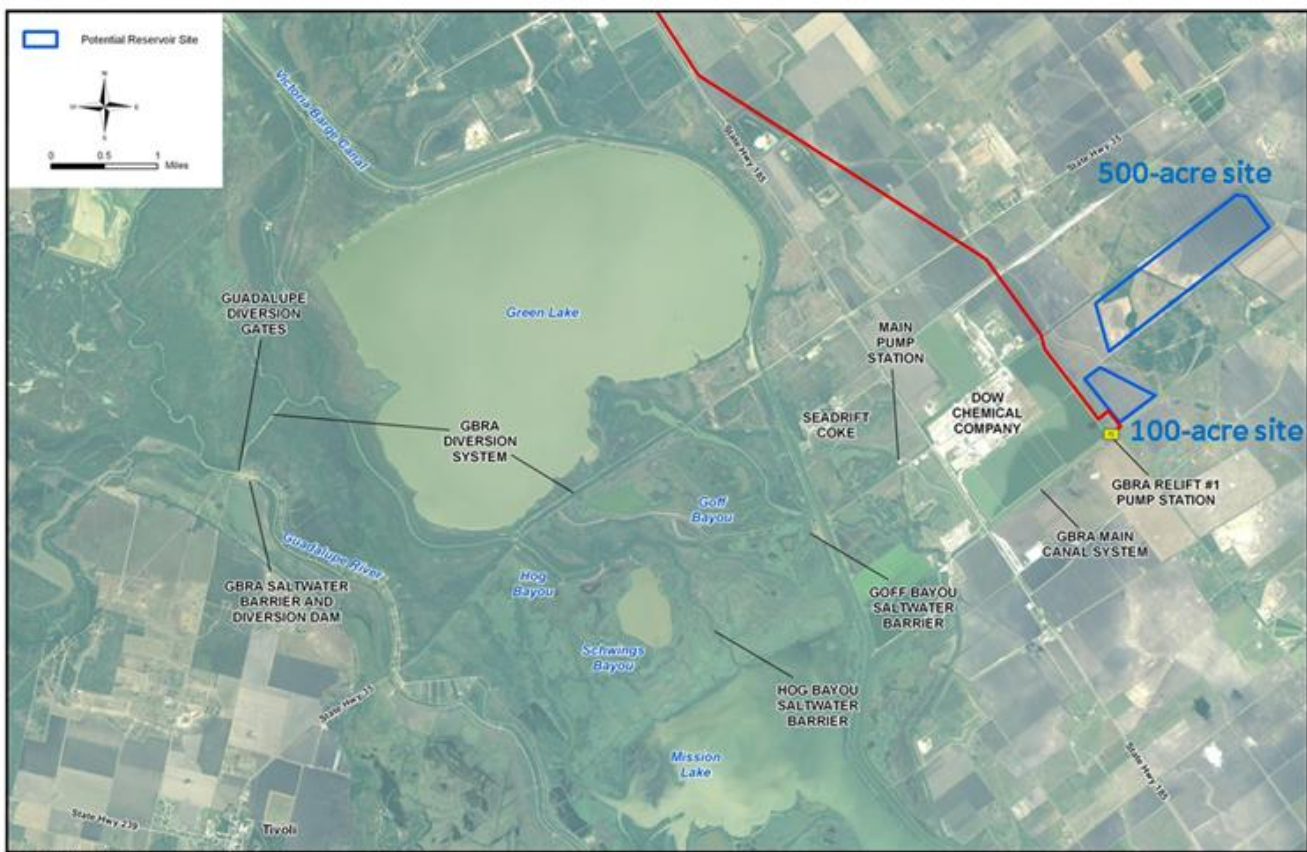 Potential Reservoir Site
N
W
E
S
0
0.5
1
Miles
Victoria Barge Canal
State Hwy 185
State Hwy 35
500-acre site
GUADALUPE
DIVERSION
GATES
Green Lake
MAIN
PUMP
STATION
DOW
CHEMICAL
COMPANY
SEADRIFT
COKE
GBRA
DIVERSION
SYSTEM
100-acre site
GBRA RELIFT #1
PUMP STATION
Goff
Bayou
GBRA MAIN
CANAL SYSTEM
Guadalupe River
GBRA SALTWATER
BARRIER AND
DIVERSION DAM
Hog
Bayou
GOFF BAYOU
SALTWATER
BARRIER
Schwings
Bayou
HOG BAYOU
SALTWATER
BARRIER
State Hwy 35
Mission
Lake
State Hwy 185
State Hwy 239
Tivoli